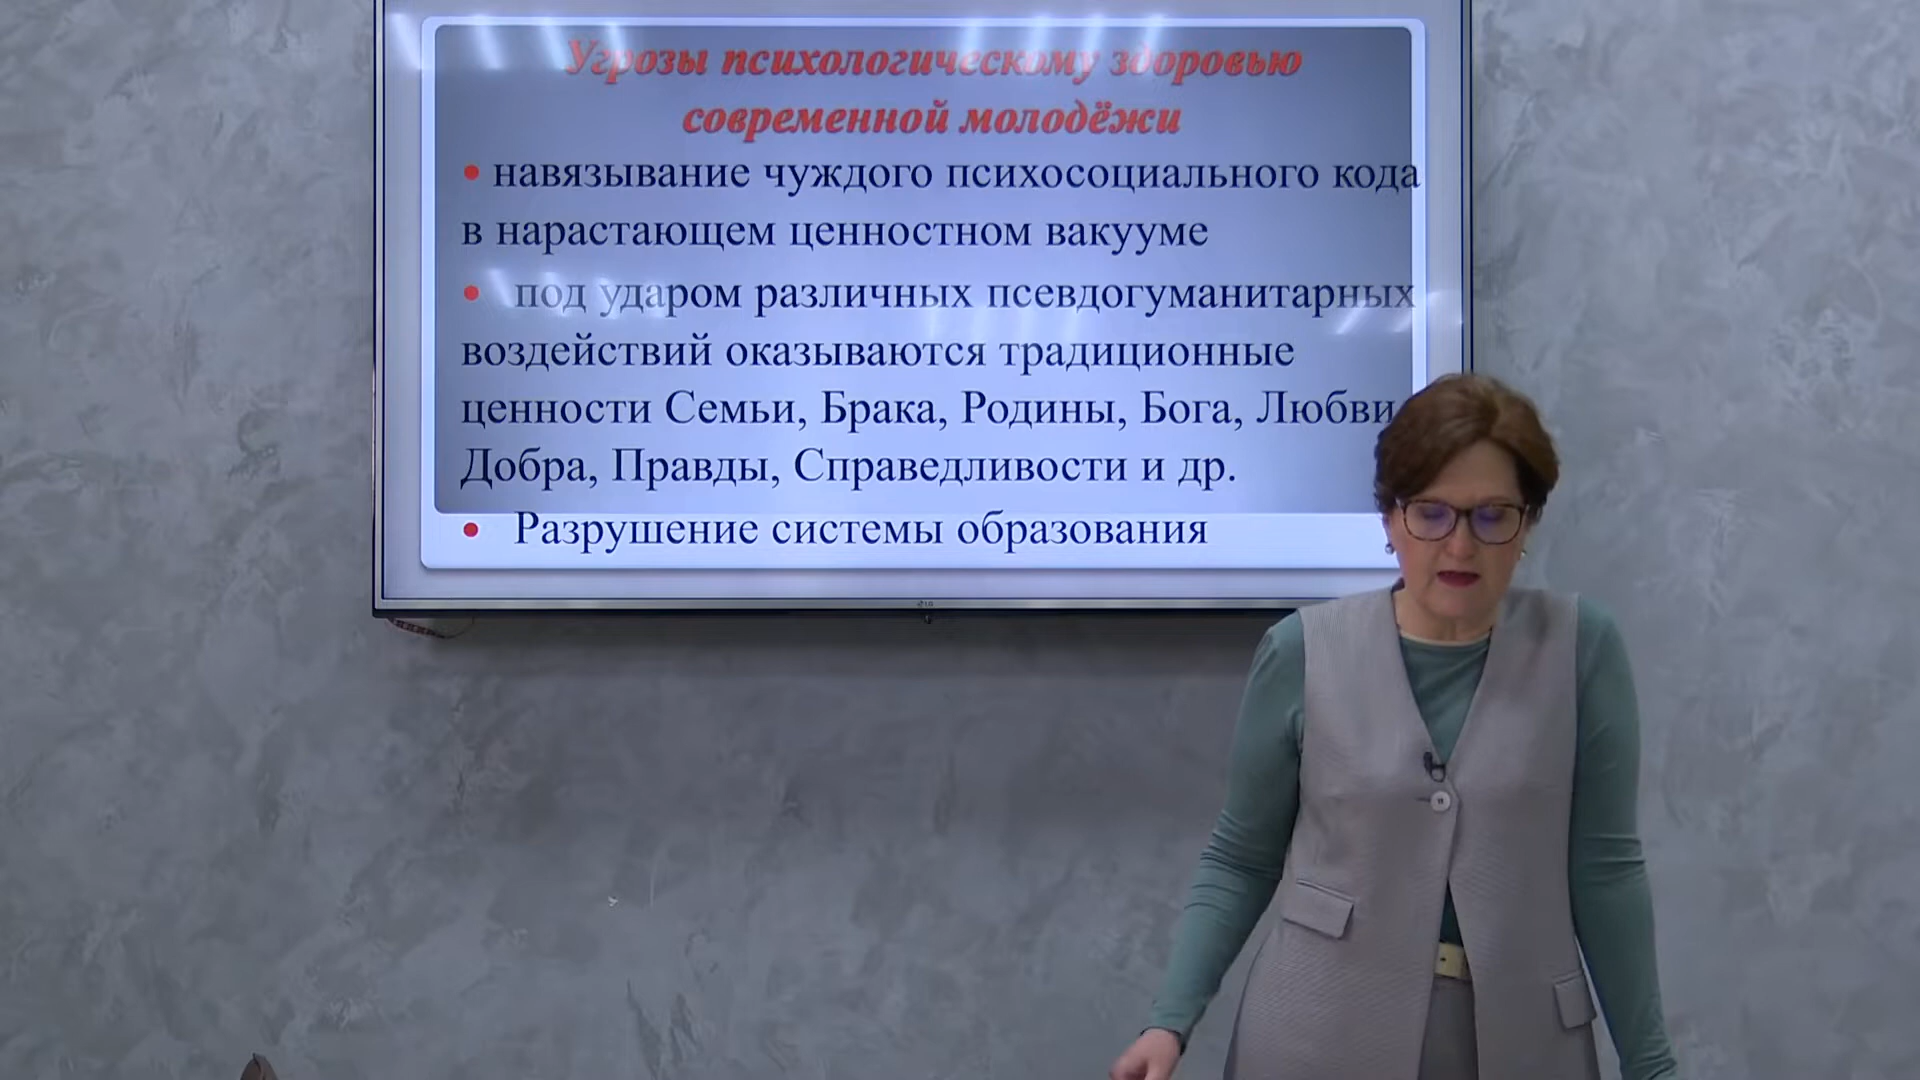 Угрозы психологическому здоровью
современной молодёжи
• навязывание чуждого психосоциального кода
в нарастающем ценностном вакууме
• под ударом различных псевдогуманитарных
воздействий оказываются традиционные
ценности Семьи, Брака, Родины, Бога, Любви
Добра, Правды, Справедливости и др.
• Разрушение системы образования
LG